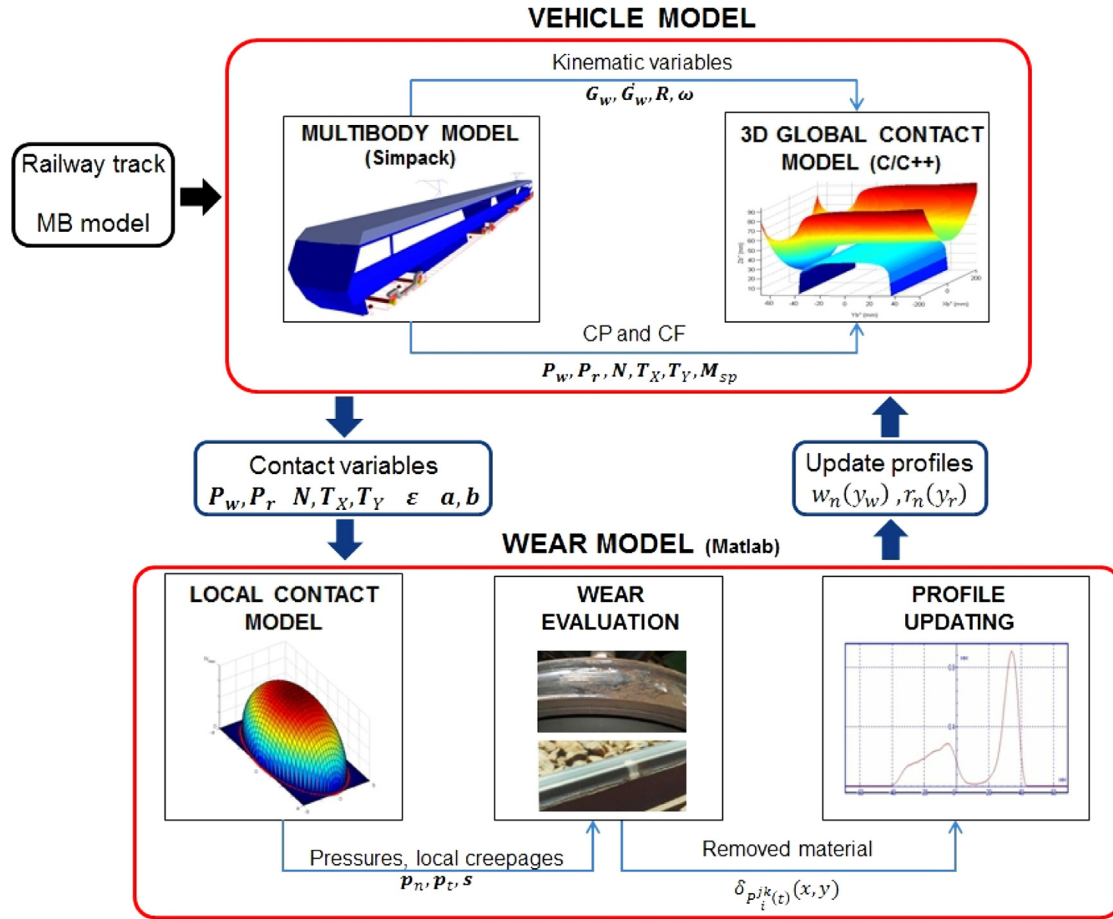 VEHICLE MODEL
Kinematic variables
G_w, Ġ_w, R, ω
MULTIBODY MODEL
(Simpack)
3D GLOBAL CONTACT
MODEL (C/C++)
Railway track
MB model
CP and CF
P_w, P_r, N, T_X, T_Y, M_sp
Contact variables
P_w, P_r N, T_X, T_Y ε a, b
Update profiles
w_n(y_w) ,r_n(y_r)
WEAR MODEL (Matlab)
LOCAL CONTACT
MODEL
WEAR
EVALUATION
PROFILE
UPDATING
Pressures, local creepages
p_n, p_t, s
Removed material
δ_{P_i^{jk}(t)}(x, y)